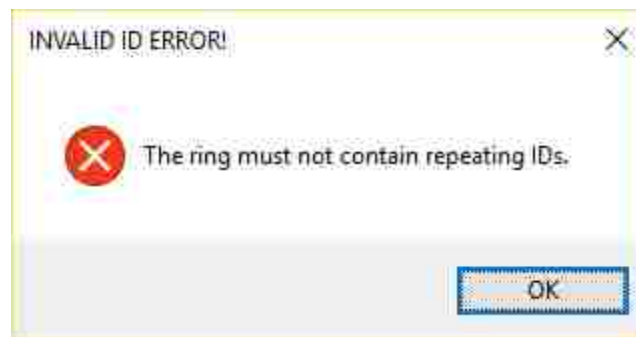 INVALID ID ERROR!
The ring must not contain repeating IDs.
OK